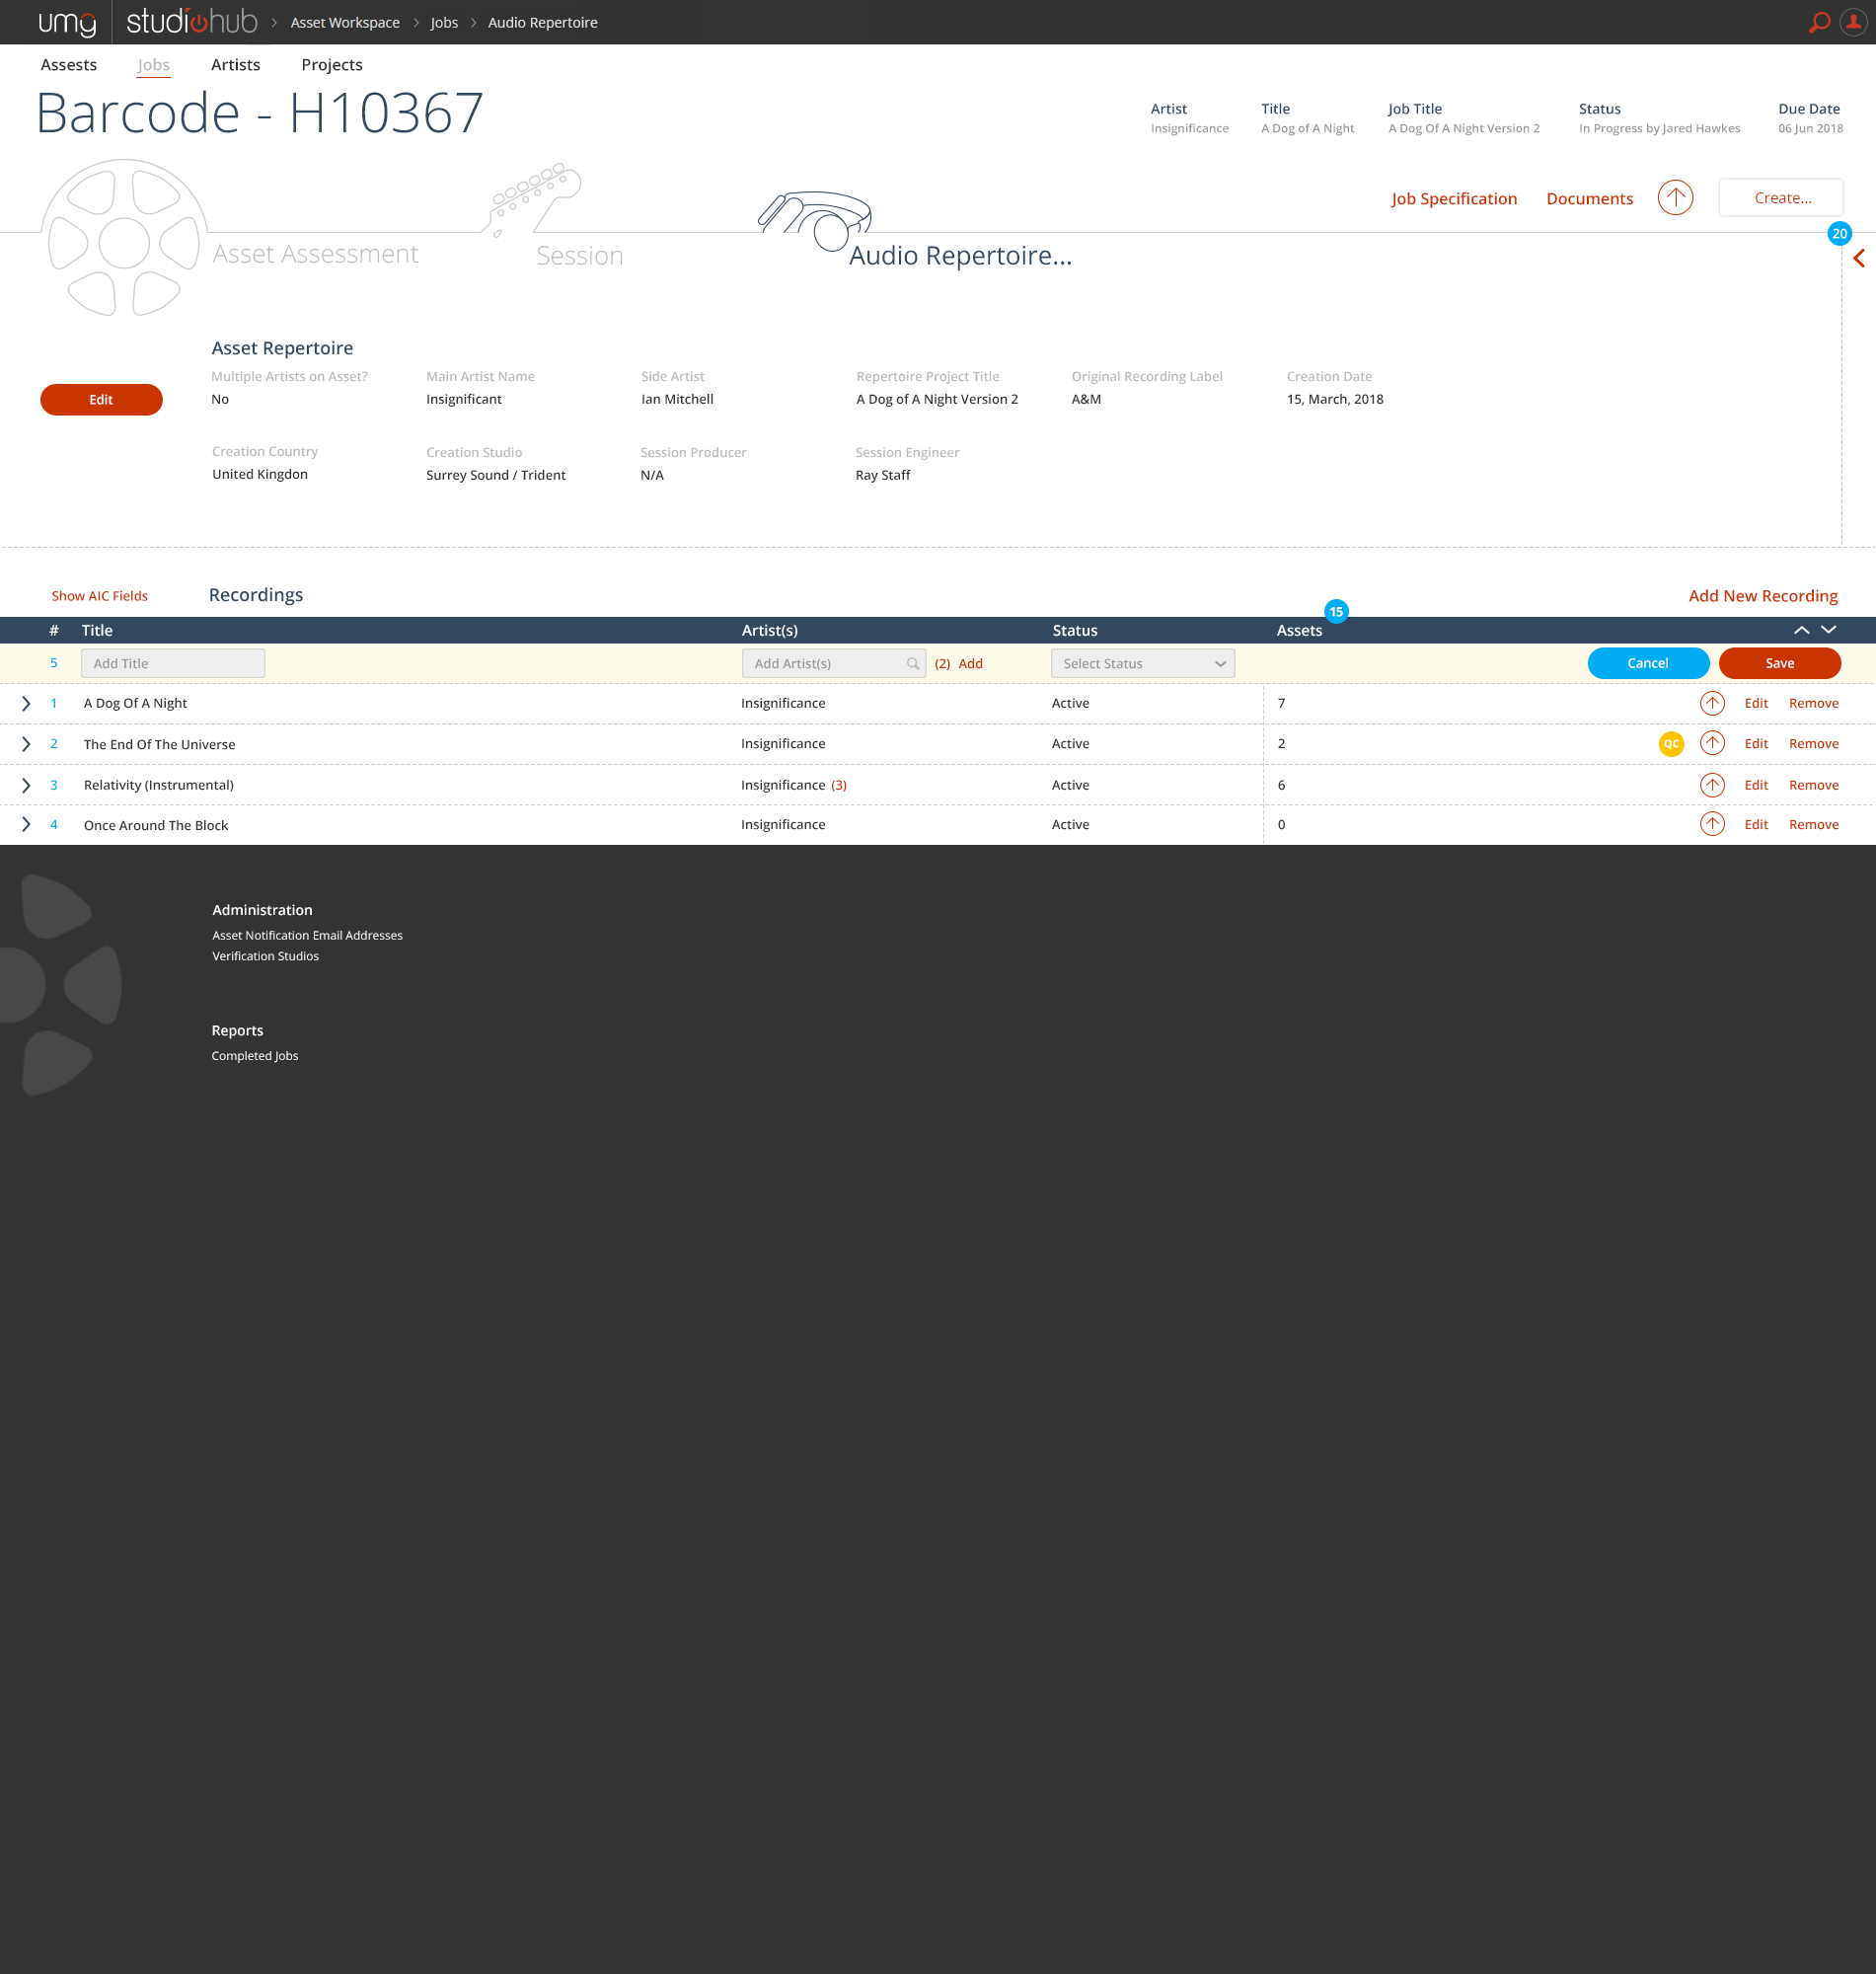 umg studiohub > Asset Workspace > Jobs > Audio Repertoire
Assests Jobs Artists Projects
Barcode - H10367
Artist Title Job Title Status Due Date
Insignificance A Dog of A Night A Dog Of A Night Version 2 In Progress by Jared Hawkes 06 Jun 2018
Job Specification Documents Create...
20
Asset Assessment Session Audio Repertoire...
Asset Repertoire
Multiple Artists on Asset? Main Artist Name Side Artist Repertoire Project Title Original Recording Label Creation Date
Edit No Insignificant Ian Mitchell A Dog of A Night Version 2 A&M 15, March, 2018
Creation Country Creation Studio Session Producer Session Engineer
United Kingdon Surrey Sound / Trident N/A Ray Staff
Show AIC Fields Recordings Add New Recording
15
# Title Artist(s) Status Assets
5 Add Title Add Artist(s) (2) Add Select Status Cancel Save
1 A Dog Of A Night Insignificance Active 7 Edit Remove
2 The End Of The Universe Insignificance Active 2 QC Edit Remove
3 Relativity (Instrumental) Insignificance (3) Active 6 Edit Remove
4 Once Around The Block Insignificance Active 0 Edit Remove
Administration
Asset Notification Email Addresses
Verification Studios
Reports
Completed Jobs